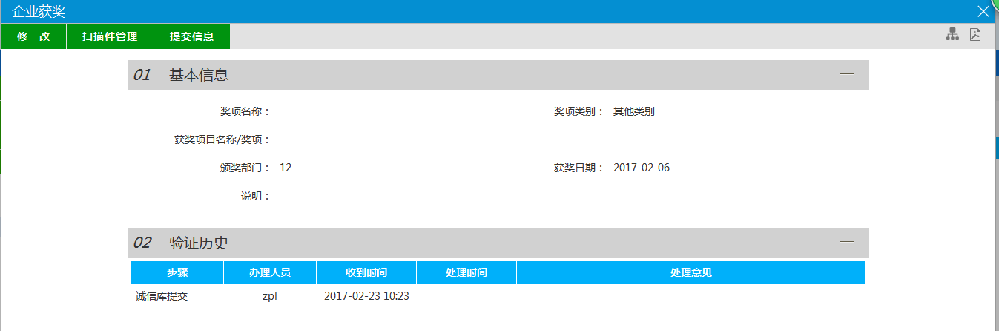 企业获奖
修 改 扫描件管理 提交信息
01 基本信息
奖项名称： 奖项类别： 其他类别
获奖项目名称/奖项：
颁奖部门： 12 获奖日期： 2017-02-06
说明：
02 验证历史
步骤 办理人员 收到时间 处理时间 处理意见
诚信库提交 zpl 2017-02-23 10:23